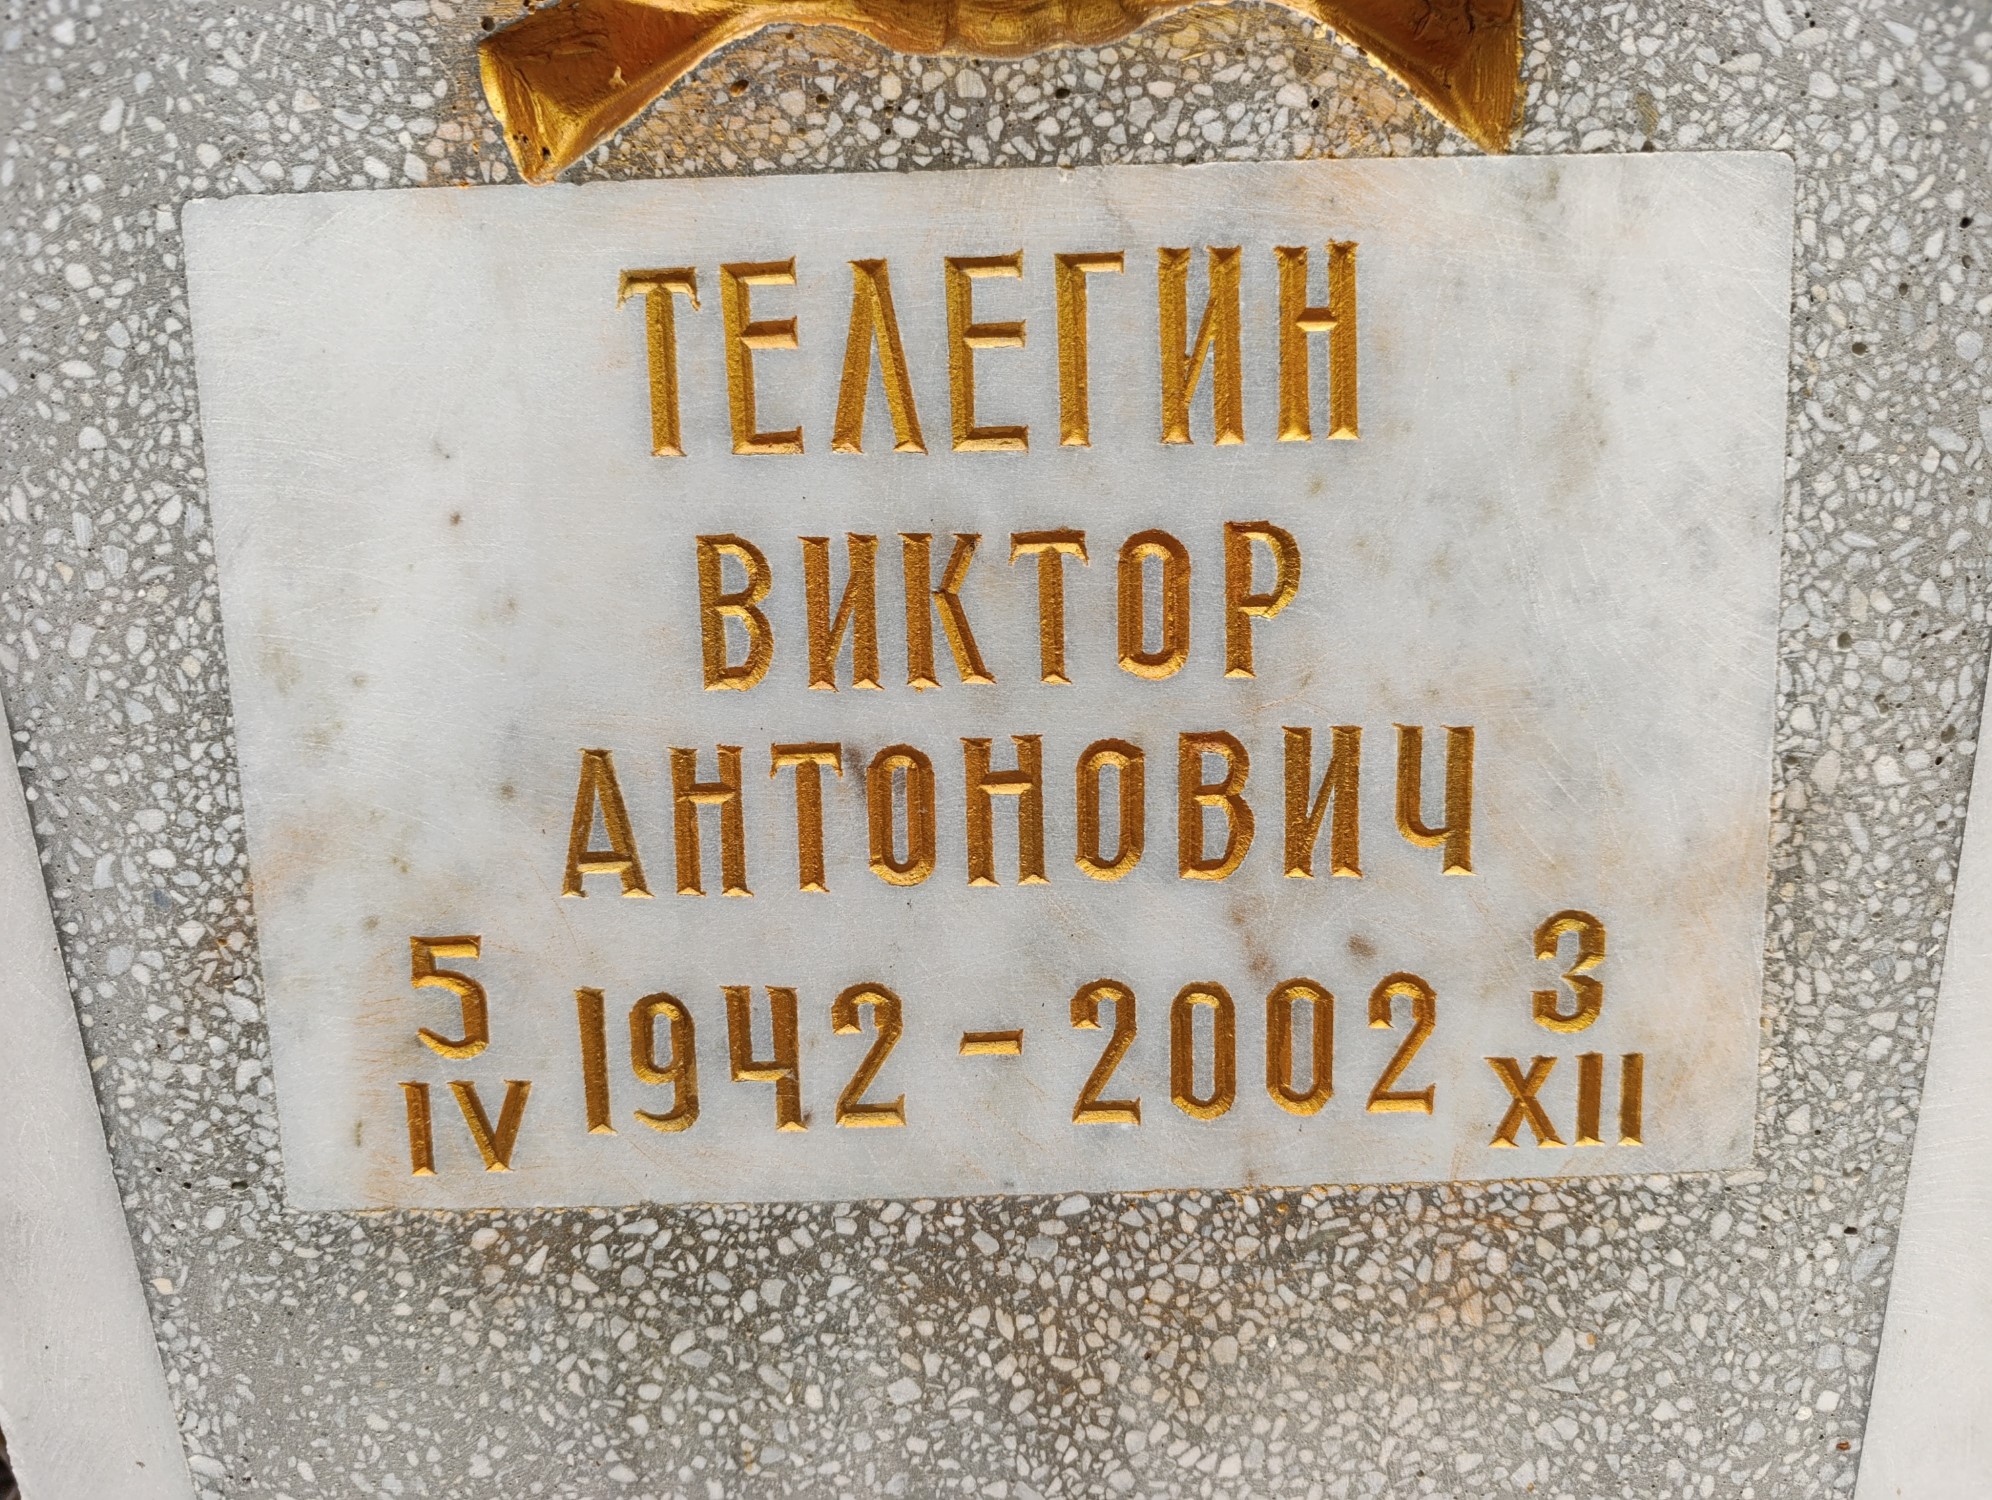 ТЕЛЕГИН
ВИКТОР
АНТОНОВИЧ
5 IV 1942 - 2002 3 XII